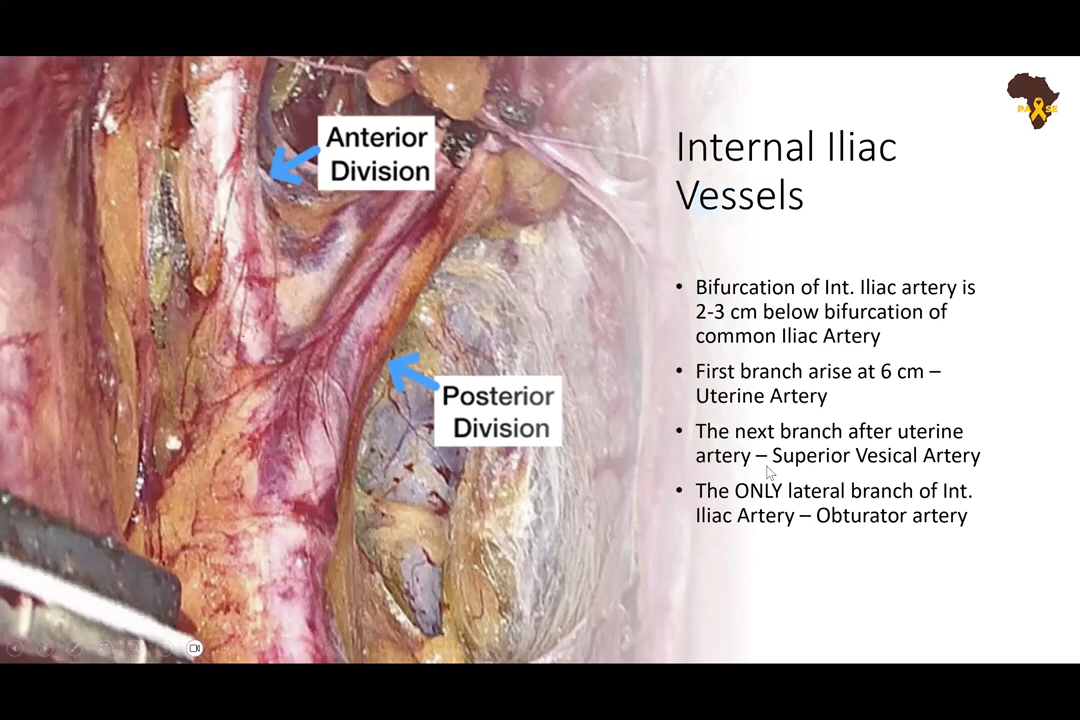 Anterior
Division
Posterior
Division
PA SE
Internal Iliac
Vessels
• Bifurcation of Int. Iliac artery is
2-3 cm below bifurcation of
common Iliac Artery
• First branch arise at 6 cm –
Uterine Artery
• The next branch after uterine
artery – Superior Vesical Artery
• The ONLY lateral branch of Int.
Iliac Artery – Obturator artery